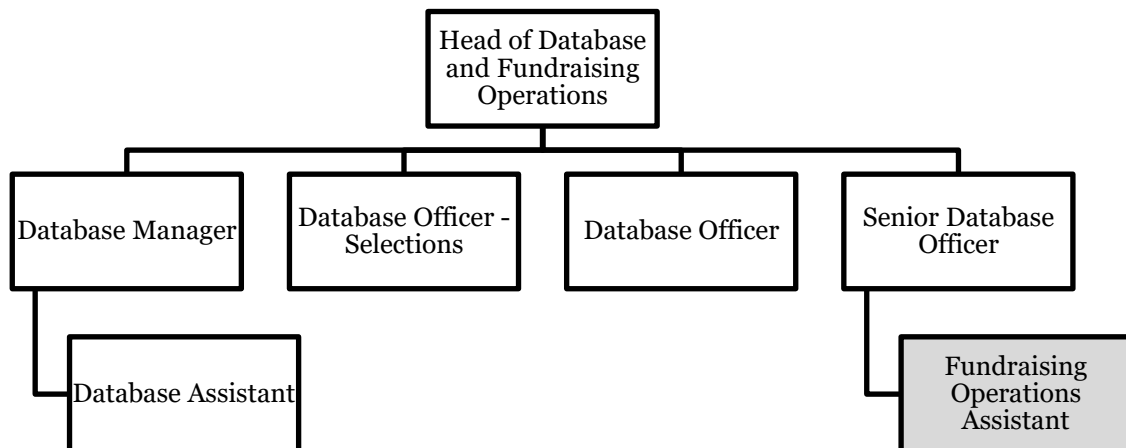 Head of Database
and Fundraising
Operations
Database Manager
Database Officer -
Selections
Database Officer
Senior Database
Officer
Database Assistant
Fundraising
Operations
Assistant